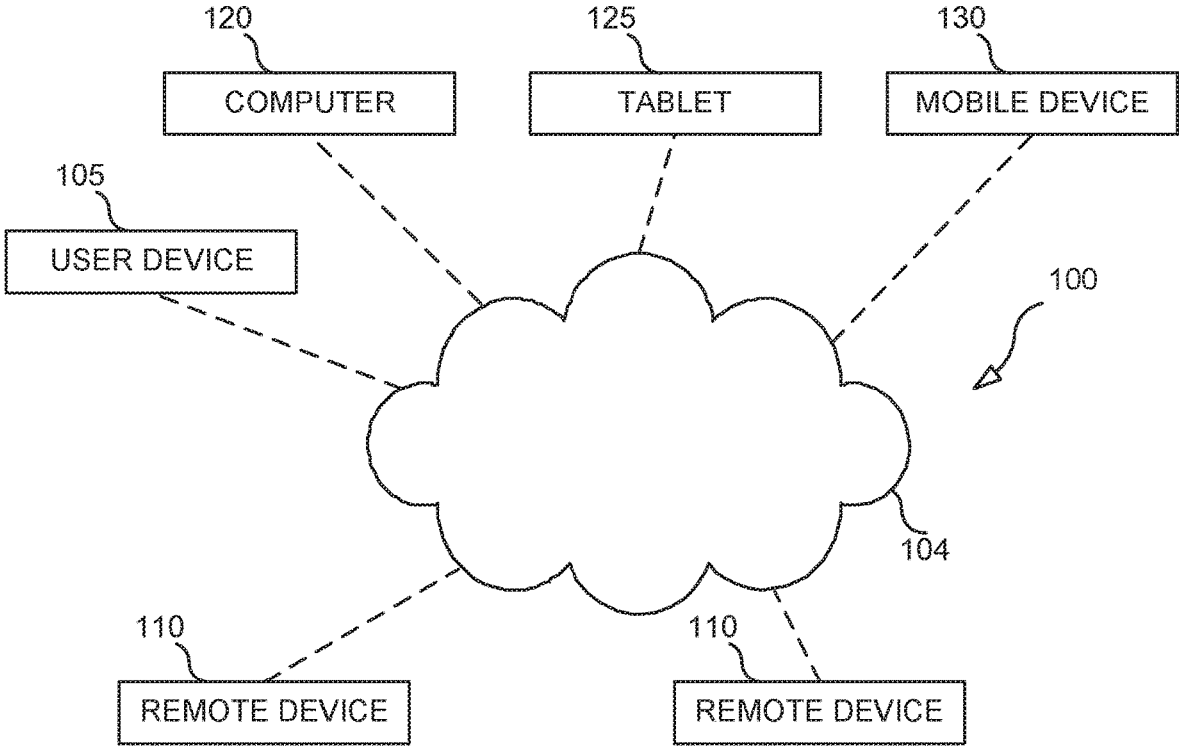 120
125
130
COMPUTER
TABLET
MOBILE DEVICE
105
USER DEVICE
100
104
110
110
REMOTE DEVICE
REMOTE DEVICE